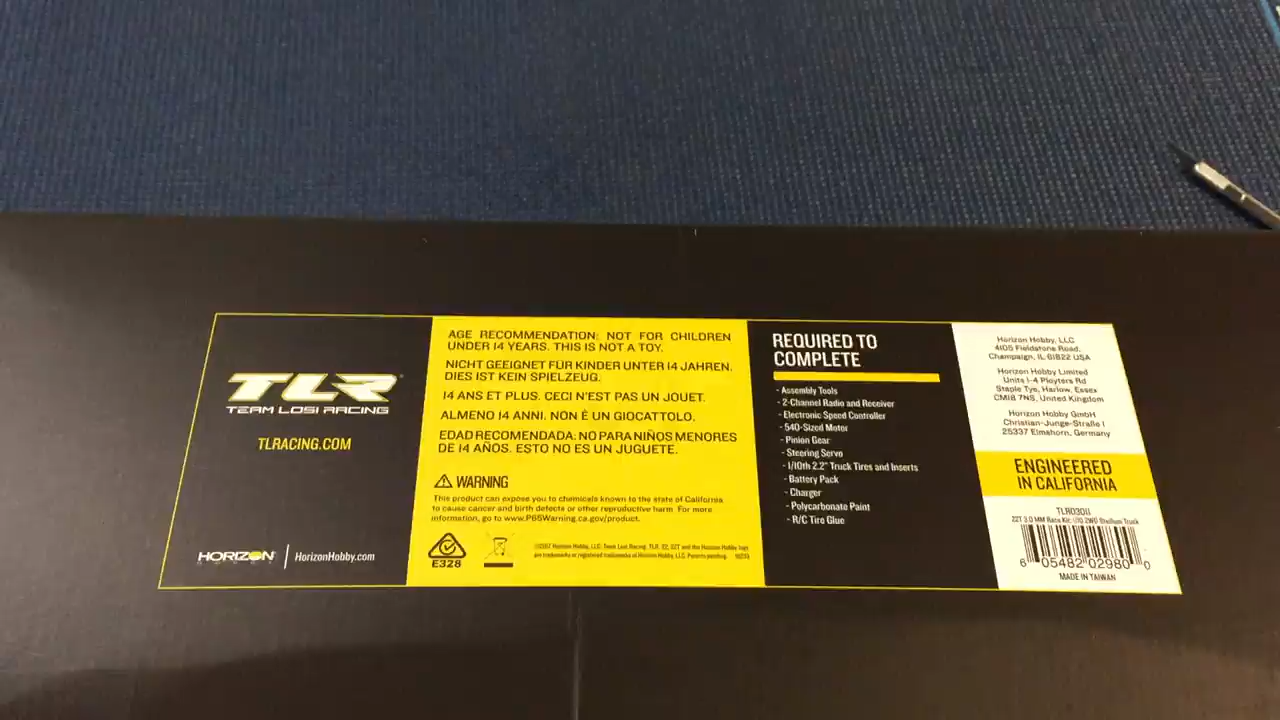 TLR
TEAM LOSI RACING
TLRACING.COM
HORIZON
HorizonHobby.com
AGE RECOMMENDATION: NOT FOR CHILDREN
UNDER 14 YEARS. THIS IS NOT A TOY.
NICHT GEEIGNET FÜR KINDER UNTER 14 JAHREN.
DIES IST KEIN SPIELZEUG.
14 ANS ET PLUS. CECI N'EST PAS UN JOUET.
ALMENO 14 ANNI. NON È UN GIOCATTOLO.
EDAD RECOMENDADA: NO PARA NIÑOS MENORES
DE 14 AÑOS. ESTO NO ES UN JUGUETE.
WARNING
This product can expose you to chemicals known to the state of California
to cause cancer and birth defects or other reproductive harm. For more
information, go to www.P65Warning.ca.gov/product.
E328
Horizon Hobby, LLC. Team Losi Racing, TLR, 22, 22T and the Horizon Hobby logo
are trademarks or registered trademarks of Horizon Hobby, LLC. Patents pending.
REQUIRED TO
COMPLETE
- Assembly Tools
- 2-Channel Radio and Receiver
- Electronic Speed Controller
- 540-Sized Motor
- Pinion Gear
- Steering Servo
- 1/10th 2.2" Truck Tires and Inserts
- Battery Pack
- Charger
- Polycarbonate Paint
- R/C Tire Glue
Horizon Hobby, LLC
4105 Fieldstone Road,
Champaign, IL 61822 USA
Horizon Hobby Limited
Units 1-4 Ployters Rd
Staple Tye, Harlow, Essex
CM18 7NS, United Kingdom
Horizon Hobby GmbH
Christian-Junge-Straße 1
25337 Elmshorn, Germany
ENGINEERED
IN CALIFORNIA
TLR03011
22T 3.0 MM Race Kit: 1/10 2WD Stadium Truck
6 05482 02980 0
MADE IN TAIWAN